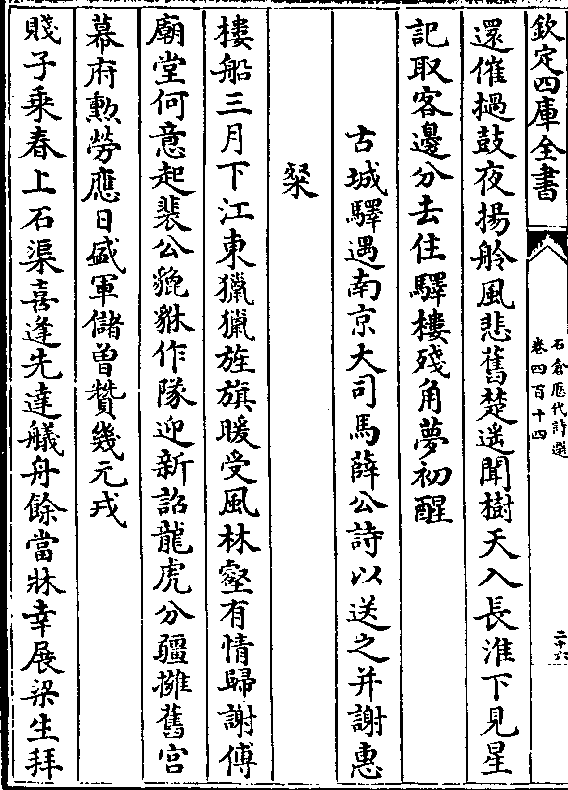 欽定四庫全書
石倉厯代詩選
卷四百十四
二十六
還催撾鼓夜揚舲風悲舊楚遥聞樹天入長淮下見星
記取客邊分去住驛樓殘角夢初醒
古城驛遇南京大司馬薛公詩以送之并謝惠
粲
樓船三月下江東獵獵旌旗暖受風林壑有情歸謝傅
廟堂何意起裴公貔貅作隊迎新詔龍虎分疆擁舊宫
幕府勲勞應日盛軍儲曽贊幾元戎
賤子乘春上石渠喜逢先達艤舟餘當牀幸展梁生拜